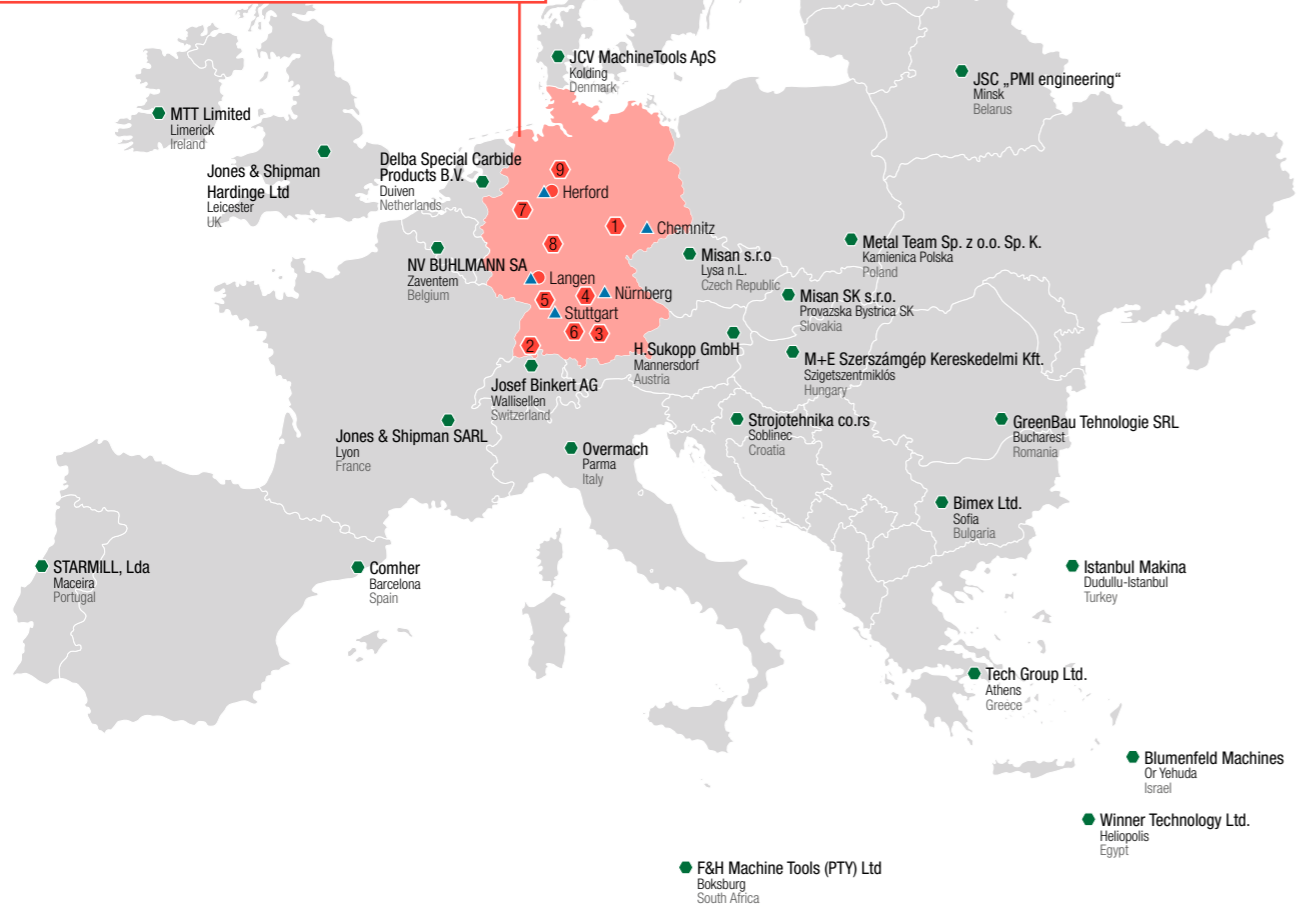 JCV MachineTools ApS
Kolding
Denmark
JSC „PMI engineering“
Minsk
Belarus
MTT Limited
Limerick
Ireland
Jones & Shipman
Hardinge Ltd
Leicester
UK
Delba Special Carbide
Products B.V.
Duiven
Netherlands
9
Herford
7
1
Chemnitz
8
NV BUHLMANN SA
Zaventem
Belgium
Langen
5
4
Nürnberg
Stuttgart
6
3
2
Misan s.r.o
Lysa n.L.
Czech Republic
Metal Team Sp. z o.o. Sp. K.
Kamienica Polska
Poland
Misan SK s.r.o.
Provazska Bystrica SK
Slovakia
H.Sukopp GmbH
Mannersdorf
Austria
M+E Szerszámgép Kereskedelmi Kft.
Szigetszentmiklós
Hungary
Josef Binkert AG
Wallisellen
Switzerland
Jones & Shipman SARL
Lyon
France
Overmach
Parma
Italy
Strojotehnika co.rs
Soblinec
Croatia
GreenBau Tehnologie SRL
Bucharest
Romania
Bimex Ltd.
Sofia
Bulgaria
STARMILL, Lda
Maceira
Portugal
Comher
Barcelona
Spain
Istanbul Makina
Dudullu-Istanbul
Turkey
Tech Group Ltd.
Athens
Greece
Blumenfeld Machines
Or Yehuda
Israel
Winner Technology Ltd.
Heliopolis
Egypt
F&H Machine Tools (PTY) Ltd
Boksburg
South Africa